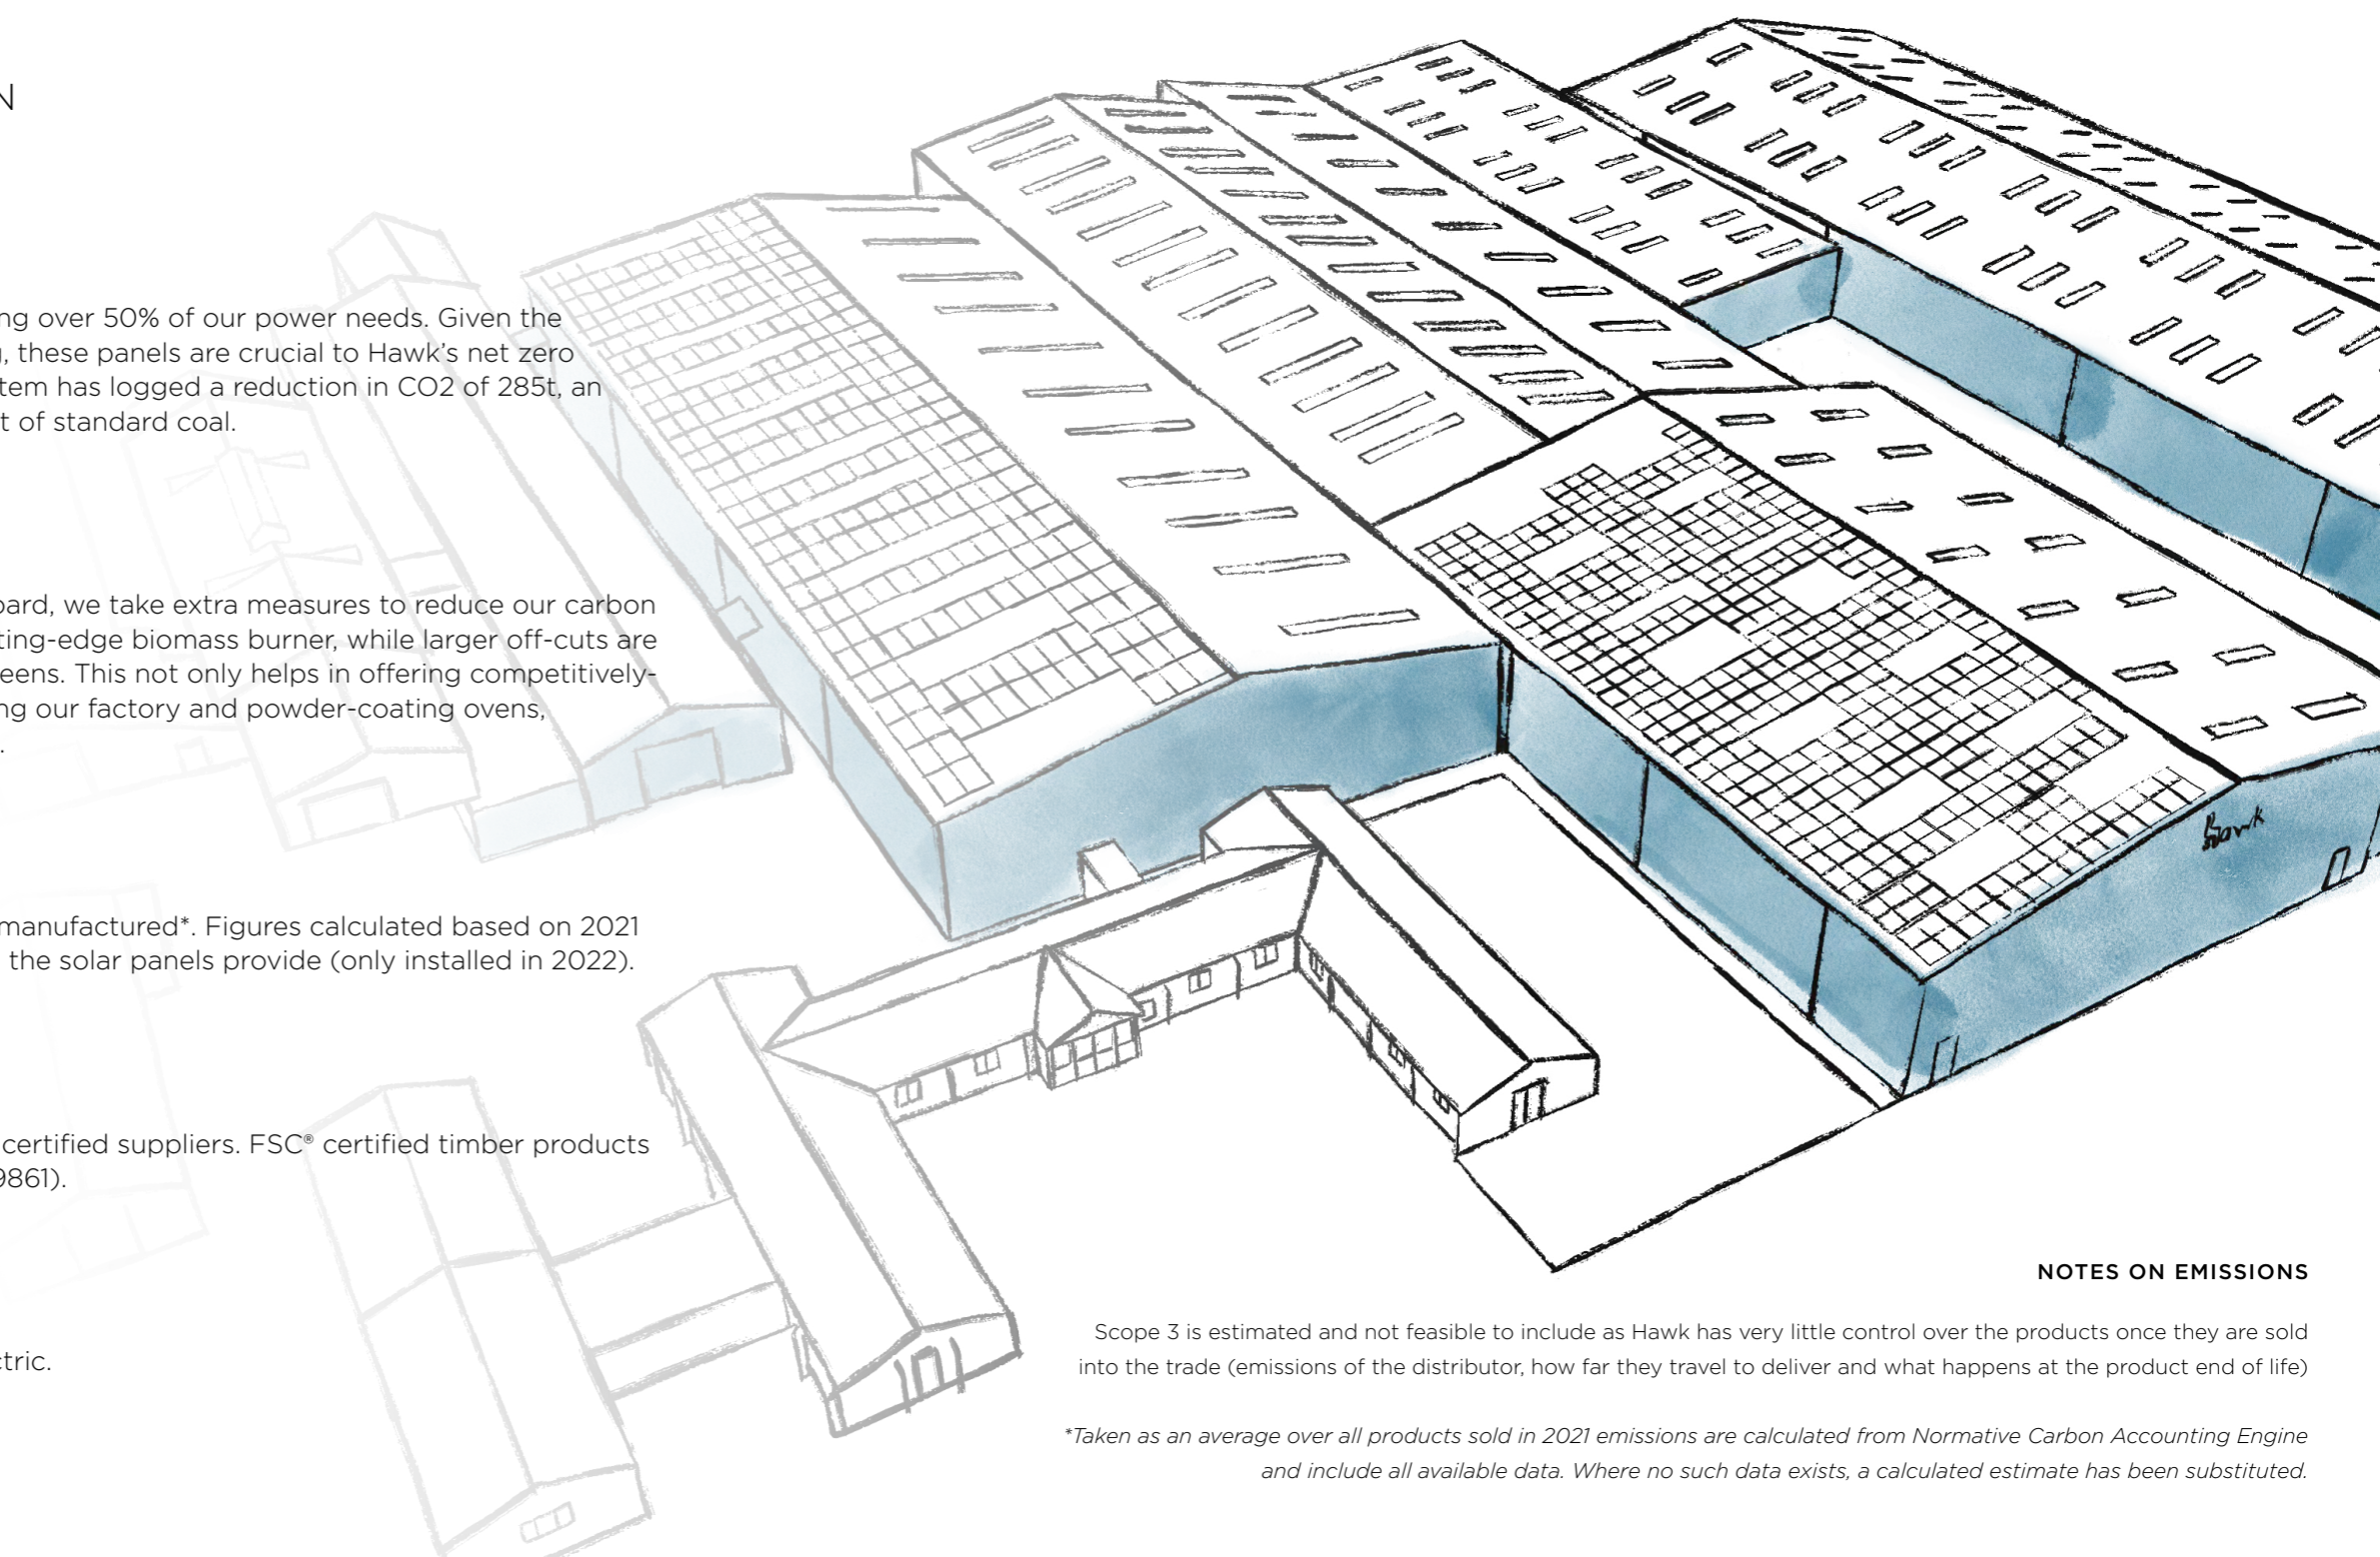 N
ng over 50% of our power needs. Given the
, these panels are crucial to Hawk's net zero
tem has logged a reduction in CO2 of 285t, an
t of standard coal.
oard, we take extra measures to reduce our carbon
ting-edge biomass burner, while larger off-cuts are
eens. This not only helps in offering competitively-
ng our factory and powder-coating ovens,
.
manufactured*. Figures calculated based on 2021
the solar panels provide (only installed in 2022).
certified suppliers. FSC® certified timber products
9861).
ctric.
Hawk
NOTES ON EMISSIONS
Scope 3 is estimated and not feasible to include as Hawk has very little control over the products once they are sold
into the trade (emissions of the distributor, how far they travel to deliver and what happens at the product end of life)
*Taken as an average over all products sold in 2021 emissions are calculated from Normative Carbon Accounting Engine
and include all available data. Where no such data exists, a calculated estimate has been substituted.